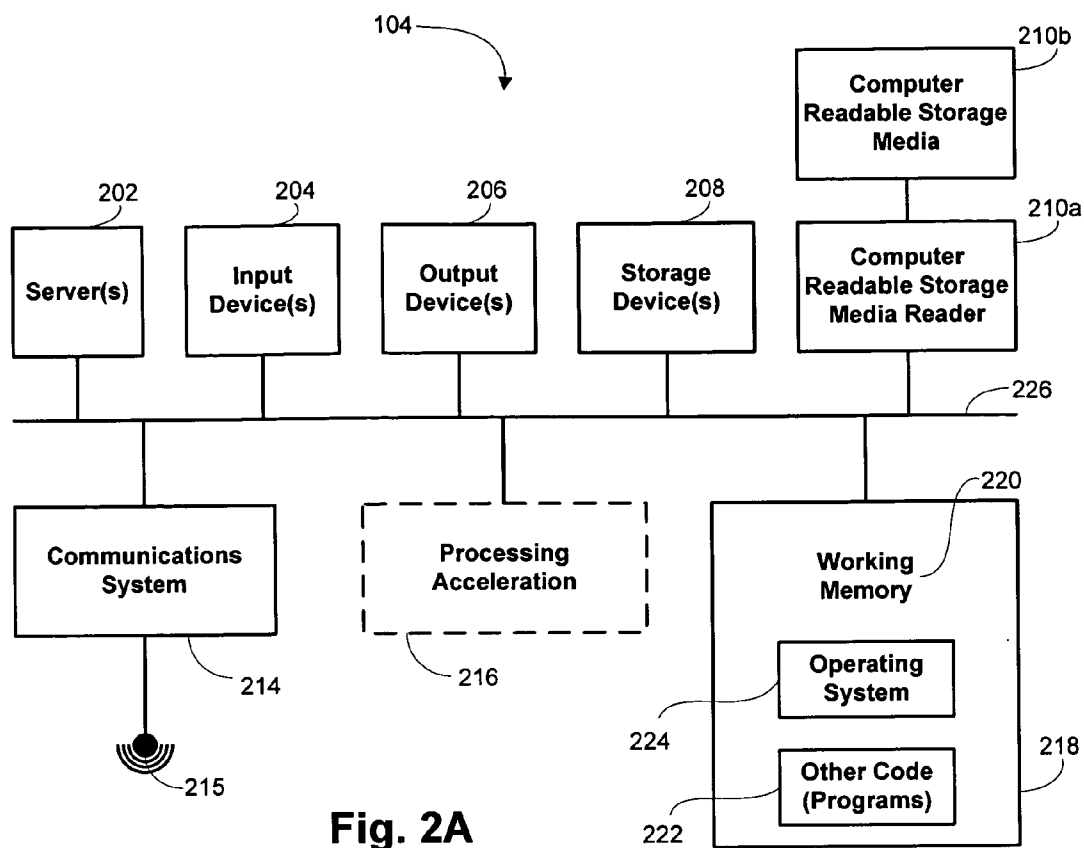 104
210b
Computer
Readable Storage
Media
202
204
206
208
210a
Server(s)
Input
Device(s)
Output
Device(s)
Storage
Device(s)
Computer
Readable Storage
Media Reader
226
Communications
System
214
215
Processing
Acceleration
216
220
Working
Memory
Operating
System
224
Other Code
(Programs)
222
218
Fig. 2A